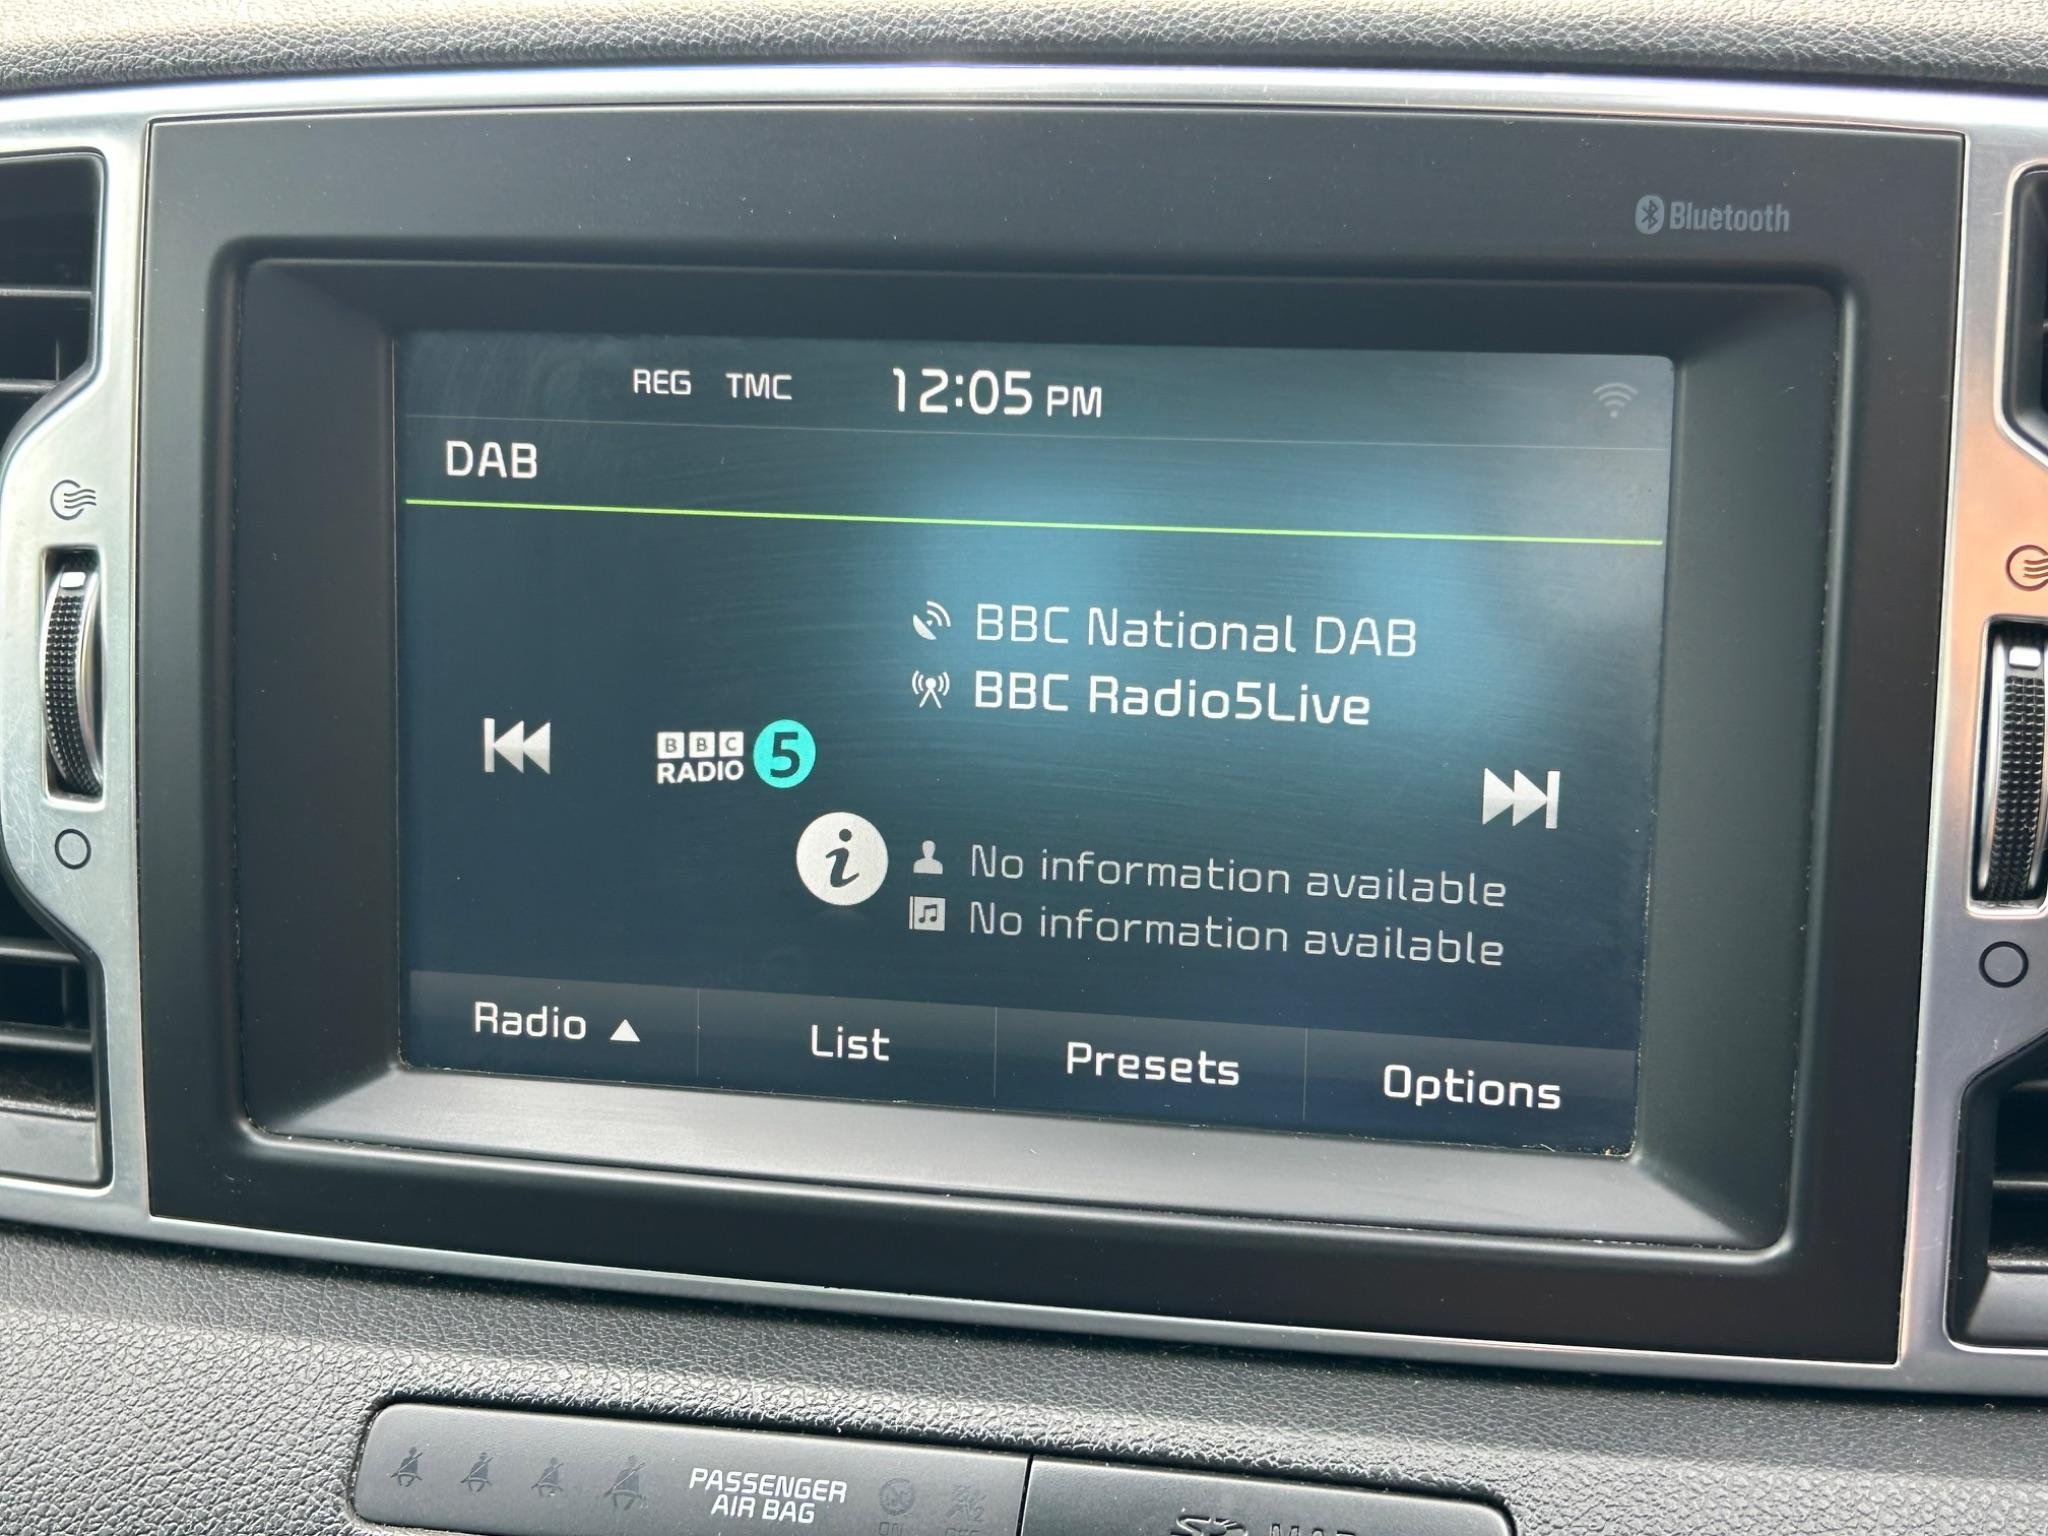 Bluetooth
REG TMC 12:05 PM
DAB
BBC National DAB
BBC Radio5Live
BBC
RADIO 5
i
No information available
No information available
Radio ▲ List Presets Options
PASSENGER
AIR BAG